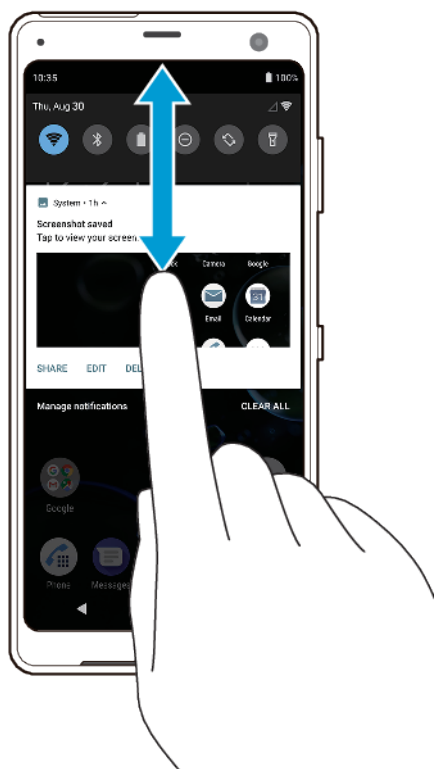 10:35 100%
Thu, Aug 30
System • 1h
Screenshot saved
Tap to view your screen
Camera Google
Email Calendar
SHARE EDIT
Manage notifications CLEAR ALL
Google
Phone